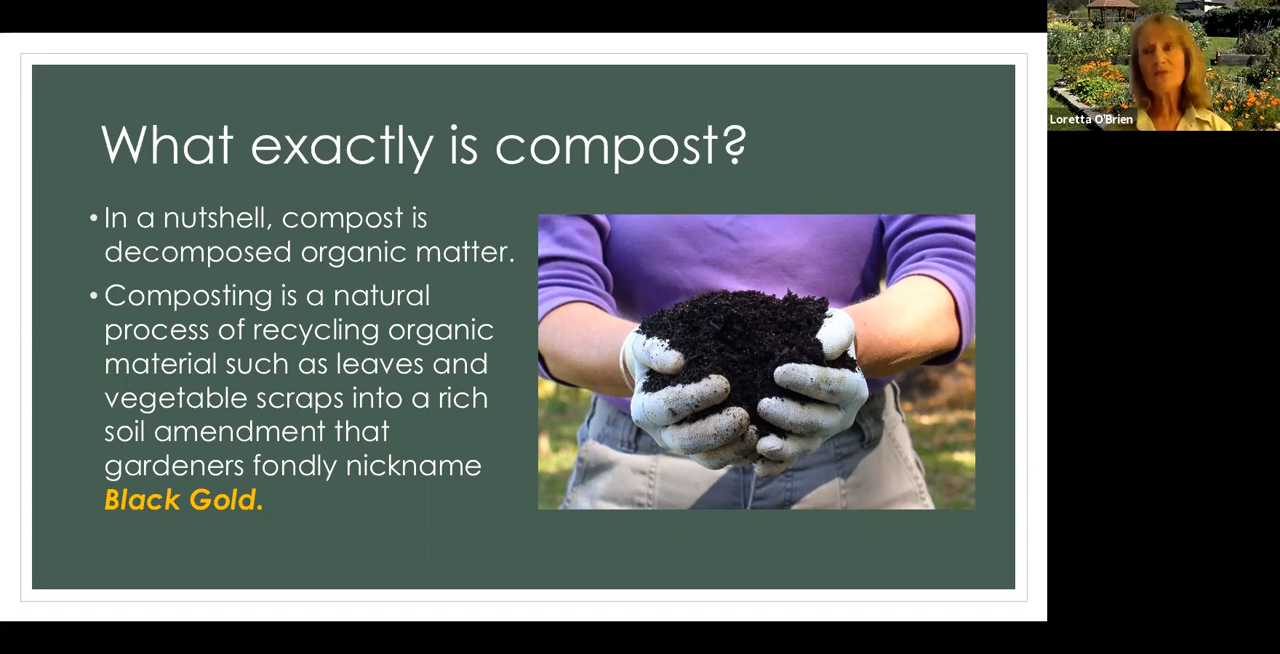 What exactly is compost?
• In a nutshell, compost is
decomposed organic matter.
• Composting is a natural
process of recycling organic
material such as leaves and
vegetable scraps into a rich
soil amendment that
gardeners fondly nickname
Black Gold.
Loretta O'Brien